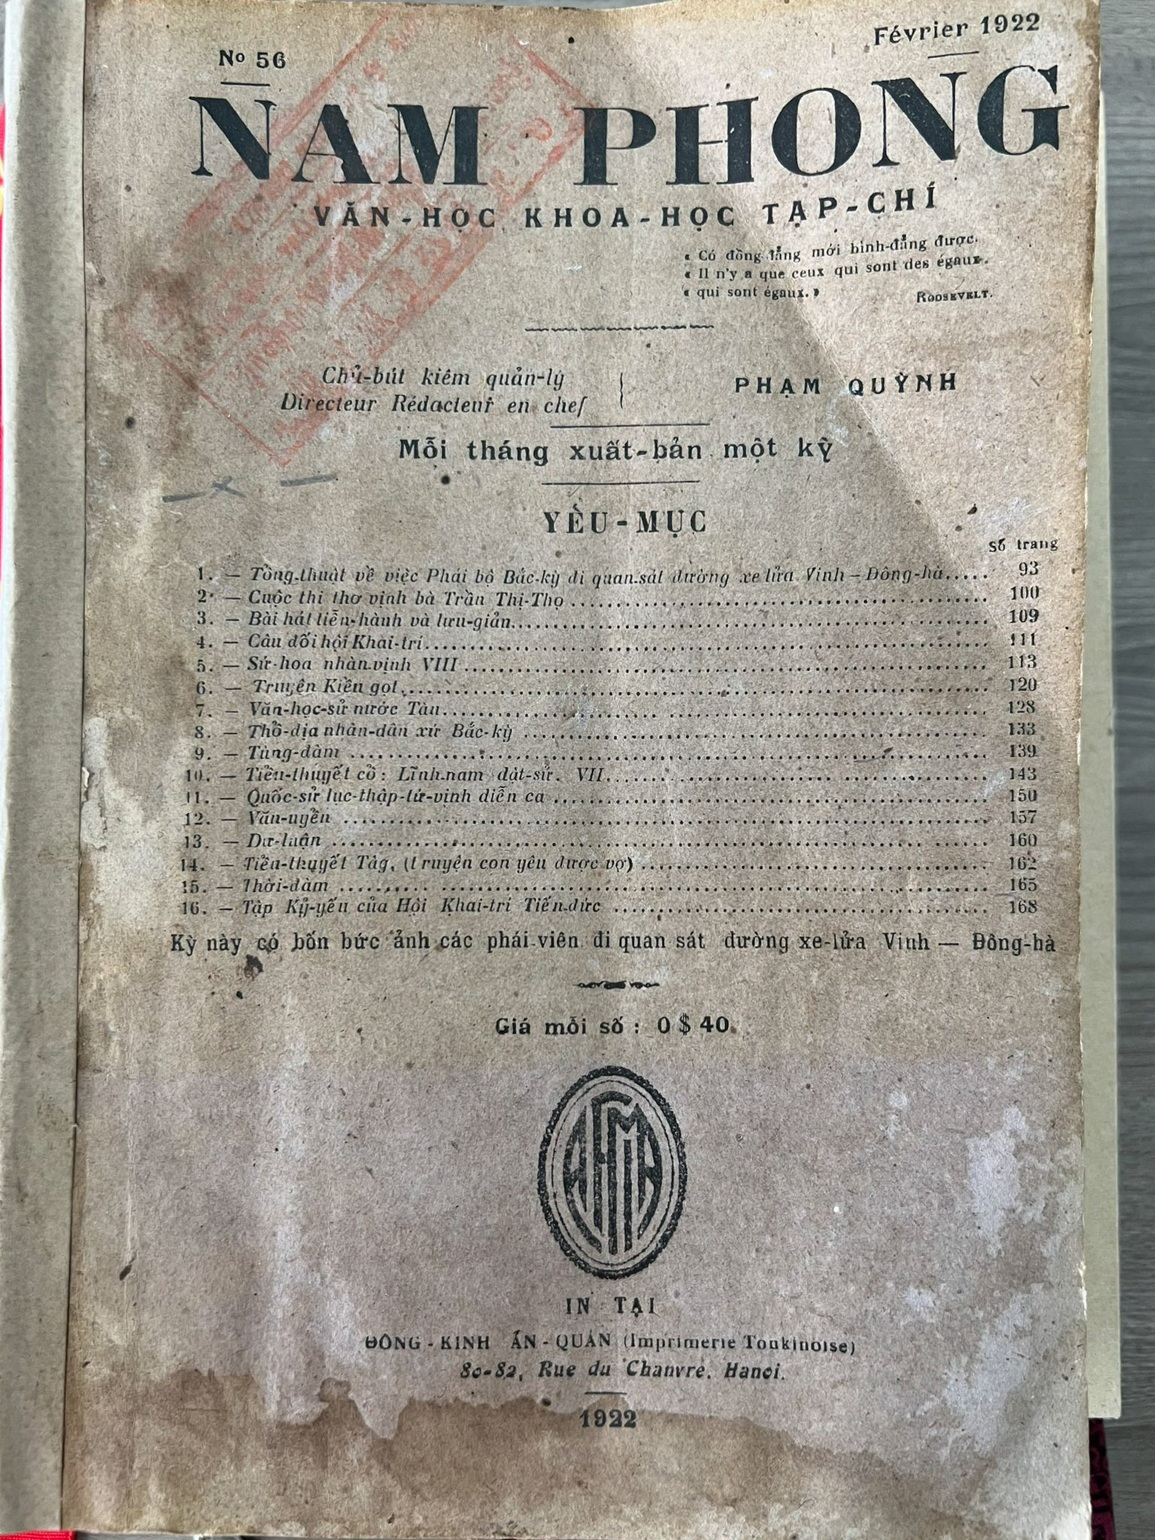 Nº 56
Février 1922
NAM PHONG
VĂN-HỌC KHOA-HỌC TẠP-CHÍ
« Có đồng đẳng mới bình-đẳng được.
« Il n'y a que ceux qui sont des égaux.
« qui sont égaux. »
ROOSEVELT.
Chủ-bút kiêm quản-lý
Directeur Rédacteur en chef
PHẠM QUỲNH
Mỗi tháng xuất-bản một kỳ
YẾU-MỤC
Số trang
1. — Tổng-thuật về việc Phái bộ Bắc-kỳ đi quan-sát đường xe lửa Vinh — Đông-hà..... 93
2. — Cuộc thi thơ vịnh bà Trần Thị-Thọ ..... 100
3. — Bài hát tiễn-hành và lưu-giản..... 109
4. — Câu đối hội Khai-trí..... 111
5. — Sử-hoa nhàn-vịnh VIII ..... 113
6. — Truyện Kiều gọt ..... 120
7. — Văn-học-sử nước Tàu..... 128
8. — Thổ-địa nhân-dân xứ Bắc-kỳ ..... 133
9. — Tùng-đàm ..... 139
10. — Tiểu-thuyết cổ : Lĩnh-nam dật-sử. VII..... 143
11. — Quốc-sử lục-thập-tứ-vịnh diễn ca ..... 150
12. — Văn-uyển ..... 157
13. — Dư-luận ..... 160
14. — Tiểu-thuyết Tây, (truyện con yêu được vợ) ..... 162
15. — Thời-đàm ..... 165
16. — Tập Kỷ-yếu của Hội Khai-trí Tiến-đức ..... 168
Kỳ này có bốn bức ảnh các phái-viên đi quan sát đường xe-lửa Vinh — Đông-hà
Giá mỗi số : 0 $ 40
IN TẠI
ĐÔNG - KINH ẤN - QUÁN (Imprimerie Tonkinoise)
80-82, Rue du Chanvre. Hanoi.
1922